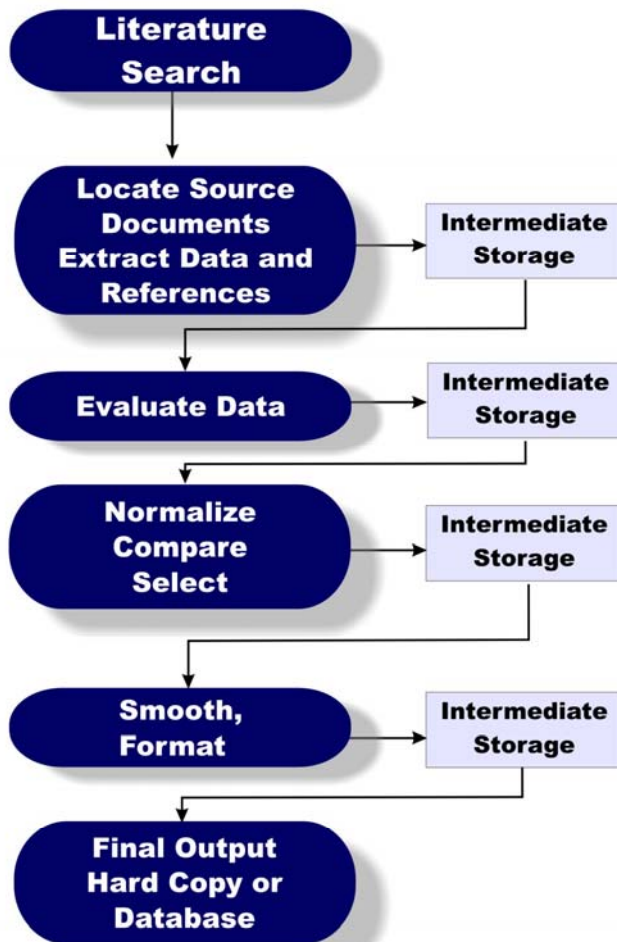 Literature
Search
Locate Source
Documents
Extract Data and
References
Intermediate
Storage
Evaluate Data
Intermediate
Storage
Normalize
Compare
Select
Intermediate
Storage
Smooth,
Format
Intermediate
Storage
Final Output
Hard Copy or
Database